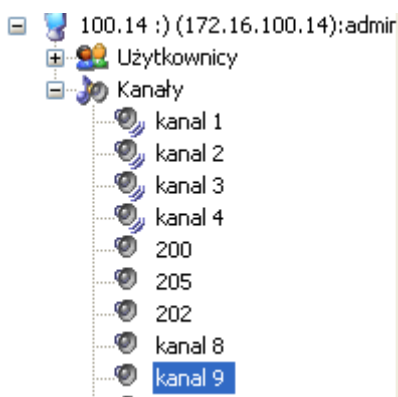 100.14 :) (172.16.100.14):admin
Użytkownicy
Kanały
kanal 1
kanal 2
kanal 3
kanal 4
200
205
202
kanal 8
kanal 9